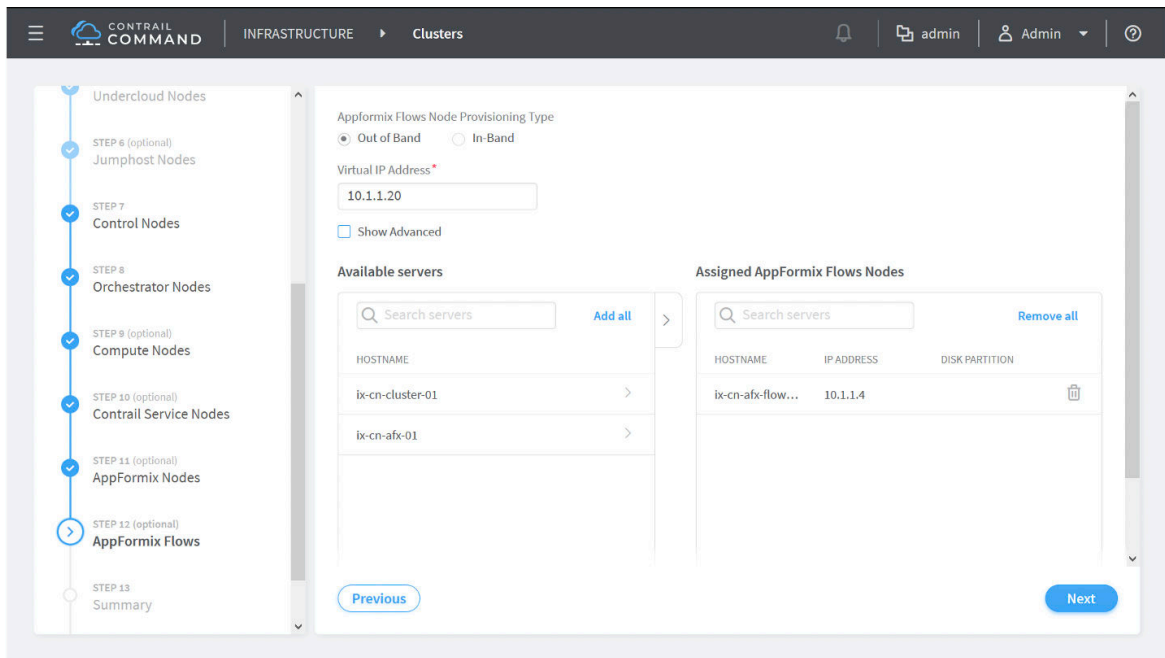 CONTRAIL
COMMAND
INFRASTRUCTURE
Clusters
admin
Admin
Undercloud Nodes
STEP 6 (optional)
Jumphost Nodes
STEP 7
Control Nodes
STEP 8
Orchestrator Nodes
STEP 9 (optional)
Compute Nodes
STEP 10 (optional)
Contrail Service Nodes
STEP 11 (optional)
AppFormix Nodes
STEP 12 (optional)
AppFormix Flows
STEP 13
Summary
Appformix Flows Node Provisioning Type
Out of Band In-Band
Virtual IP Address*
10.1.1.20
Show Advanced
Available servers
Search servers Add all
HOSTNAME
ix-cn-cluster-01
ix-cn-afx-01
Assigned AppFormix Flows Nodes
Search servers Remove all
HOSTNAME IP ADDRESS DISK PARTITION
ix-cn-afx-flow... 10.1.1.4
Previous
Next